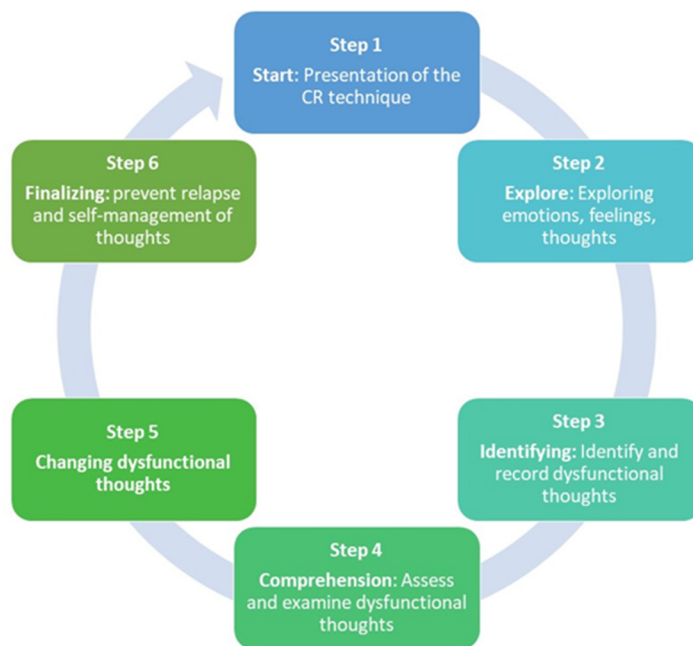 Step 1
Start: Presentation of the
CR technique
Step 2
Explore: Exploring
emotions, feelings,
thoughts
Step 3
Identifying: Identify and
record dysfunctional
thoughts
Step 4
Comprehension: Assess
and examine dysfunctional
thoughts
Step 5
Changing dysfunctional
thoughts
Step 6
Finalizing: prevent relapse
and self-management of
thoughts